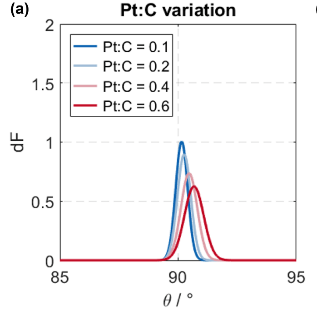 (a)
Pt:C variation
2
1.5
1
0.5
0
dF
Pt:C = 0.1
Pt:C = 0.2
Pt:C = 0.4
Pt:C = 0.6
85
90
95
θ / °